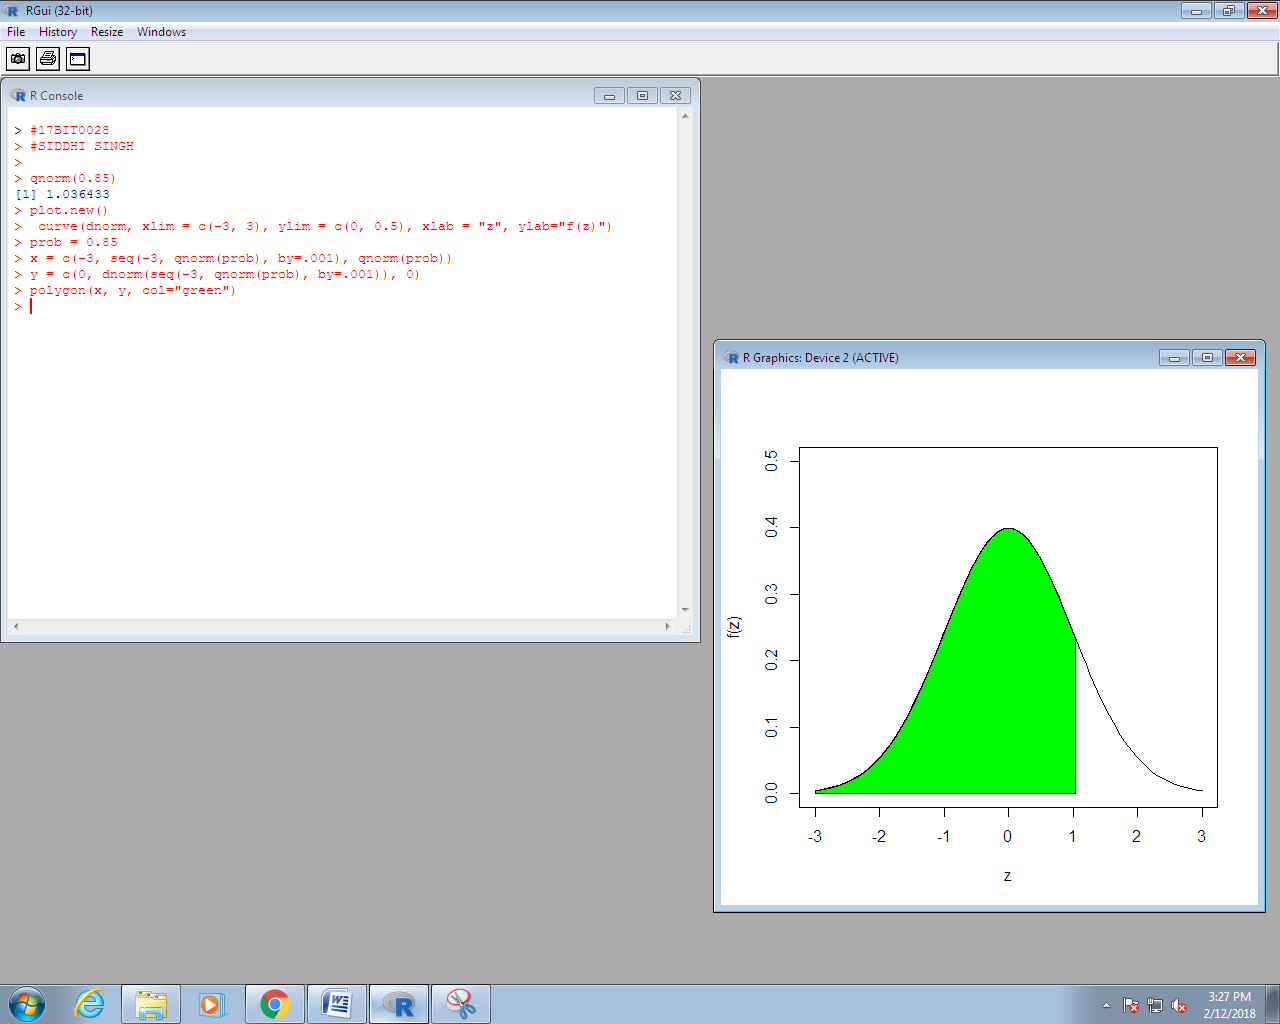 RGui (32-bit)
File History Resize Windows
R Console
> #17BIT0028
> #SIDDHI SINGH
>
> qnorm(0.85)
[1] 1.036433
> plot.new()
>  curve(dnorm, xlim = c(-3, 3), ylim = c(0, 0.5), xlab = "z", ylab="f(z)")
> prob = 0.85
> x = c(-3, seq(-3, qnorm(prob), by=.001), qnorm(prob))
> y = c(0, dnorm(seq(-3, qnorm(prob), by=.001)), 0)
> polygon(x, y, col="green")
>
R Graphics: Device 2 (ACTIVE)
0.5
0.4
0.3
0.2
0.1
0.0
f(z)
-3 -2 -1 0 1 2 3
z
3:27 PM
2/12/2018